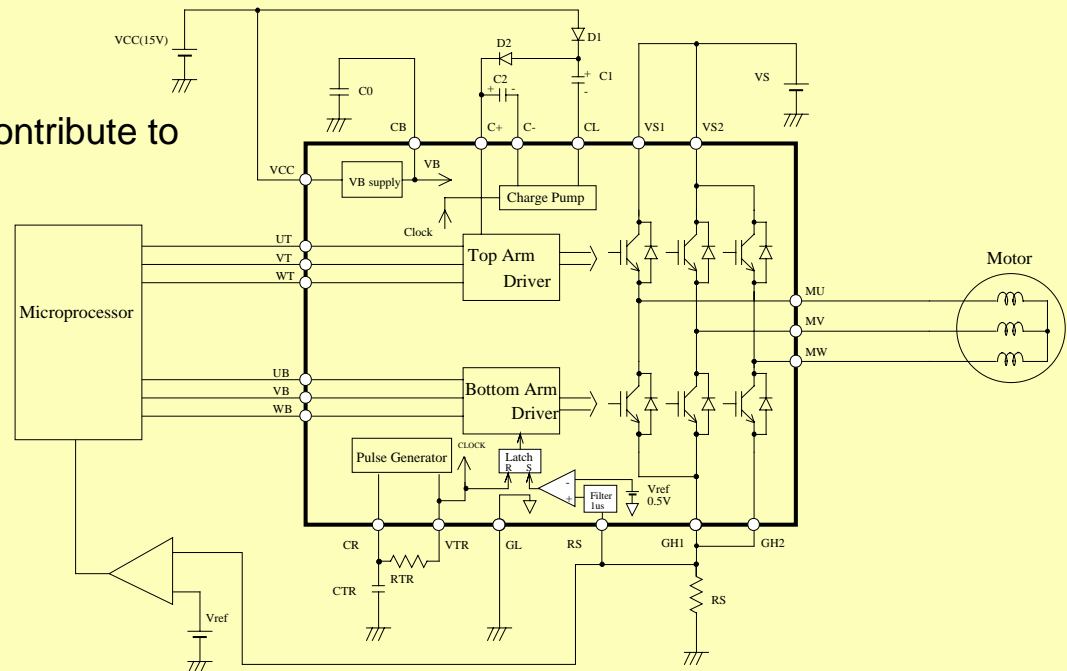 ontribute to
VCC(15V)
D1
D2
C2
+ -
+
C1
-
C0
VS
CB
C+
C-
CL
VS1
VS2
VCC
VB supply
VB
Charge Pump
Clock
UT
VT
WT
Top Arm
Driver
Microprocessor
Motor
MU
MV
MW
UB
VB
WB
Bottom Arm
Driver
Pulse Generator
CLOCK
Latch
R S
-
+
Filter
1us
Vref
0.5V
CR
VTR
GL
RS
GH1
GH2
RTR
CTR
RS
Vref